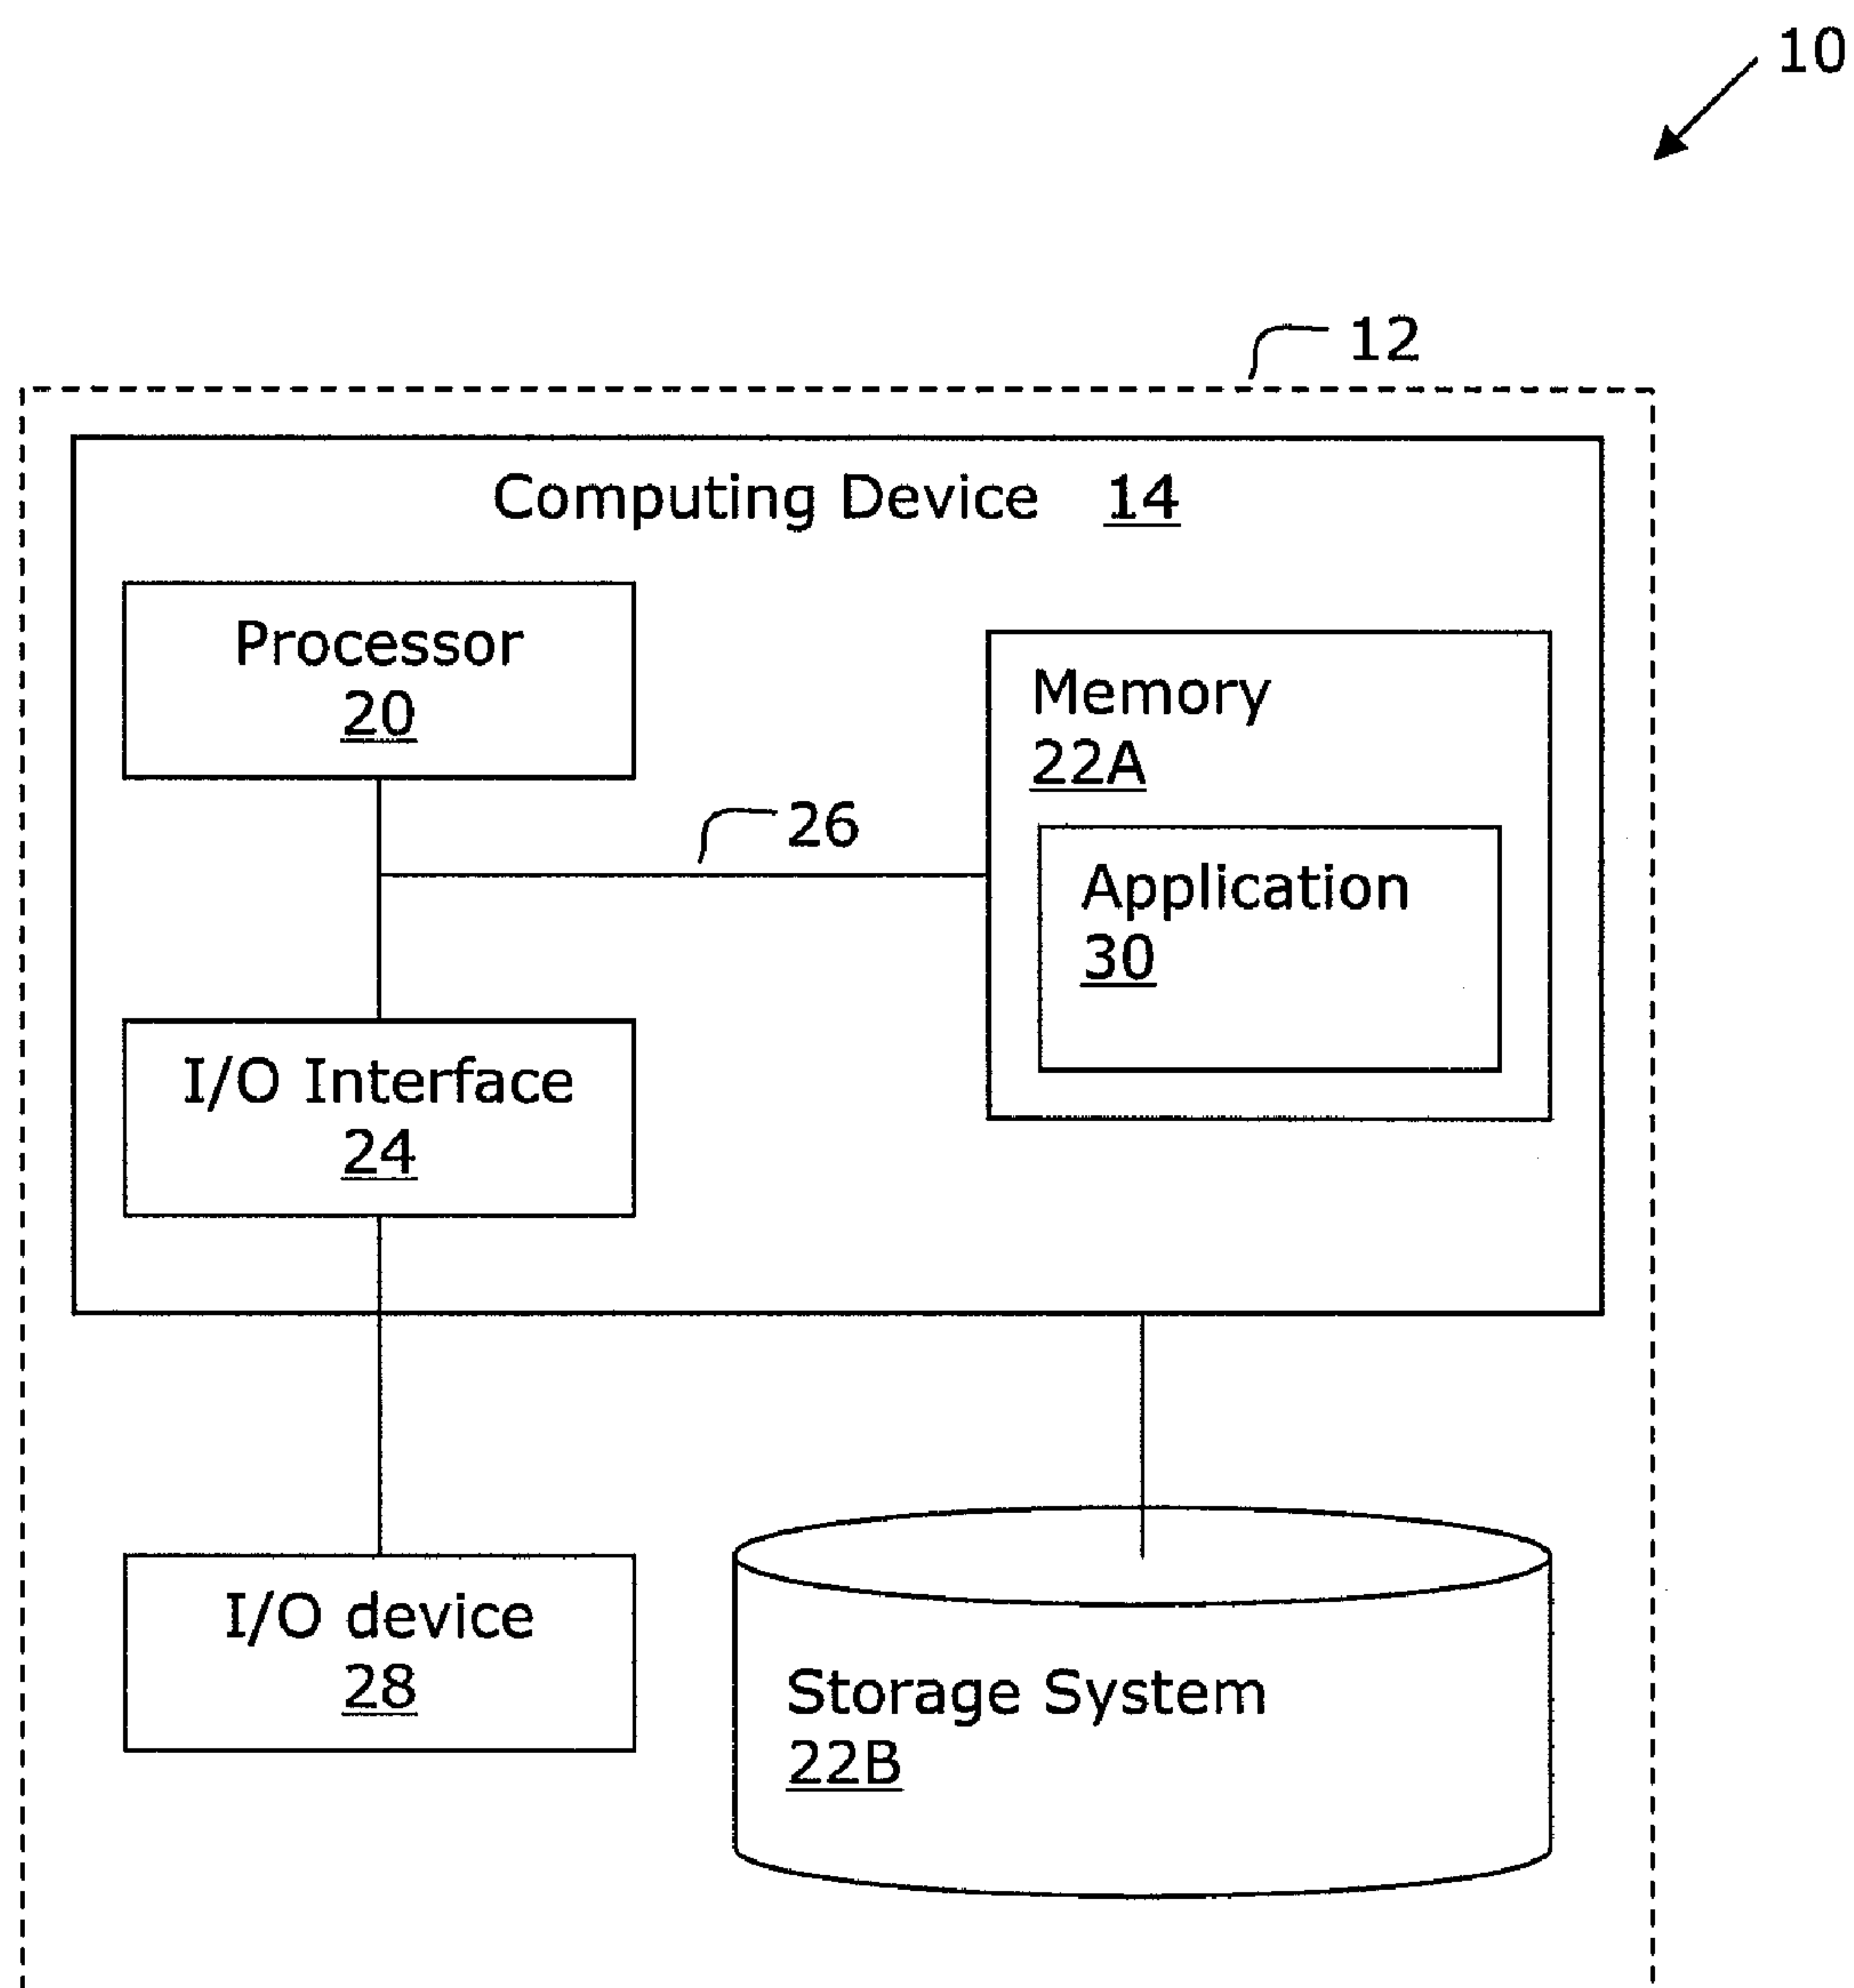 10
12
Computing Device 14
Processor
20
Memory
22A
26
Application
30
I/O Interface
24
I/O device
28
Storage System
22B